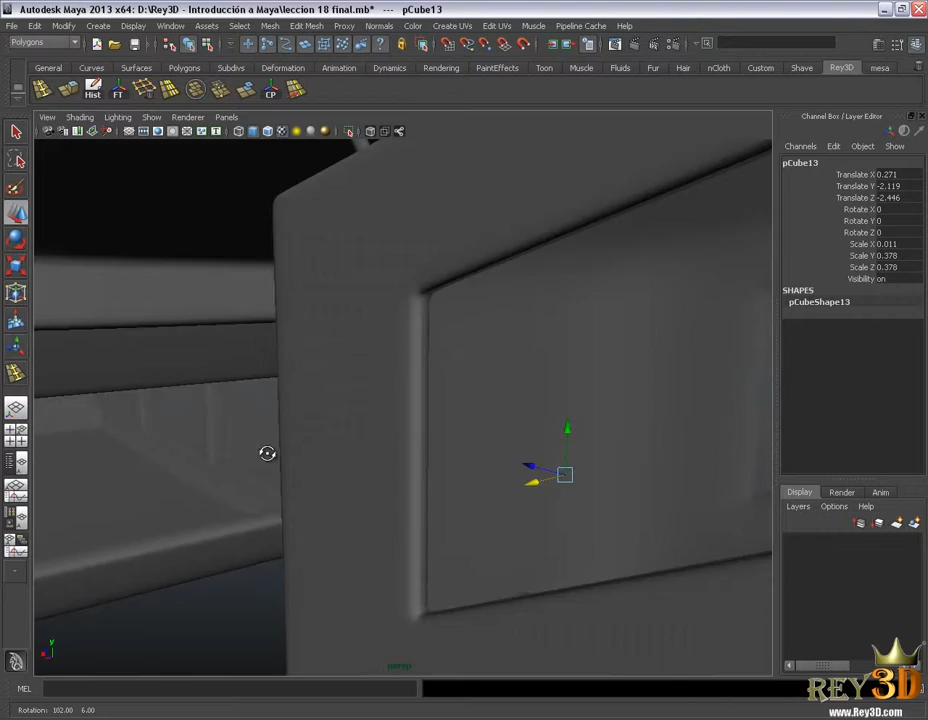 Autodesk Maya 2013 x64: D:\Rey3D - Introducción a Maya\leccion 18 final.mb* --- pCube13
File Edit Modify Create Display Window Assets Select Mesh Edit Mesh Proxy Normals Color Create UVs Edit UVs Muscle Pipeline Cache Help
Polygons
General Curves Surfaces Polygons Subdivs Deformation Animation Dynamics Rendering PaintEffects Toon Muscle Fluids Fur Hair nCloth Custom Shave Rey3D mesa
Hist FT CP
View Shading Lighting Show Renderer Panels
Channel Box / Layer Editor
Channels Edit Object Show
pCube13
Translate X 0.271
Translate Y -2.119
Translate Z -2.446
Rotate X 0
Rotate Y 0
Rotate Z 0
Scale X 0.011
Scale Y 0.378
Scale Z 0.378
Visibility on
SHAPES
pCubeShape13
Display Render Anim
Layers Options Help
y
x
persp
MEL
Rotation: 102.00 6.00
REY3D
www.Rey3D.com